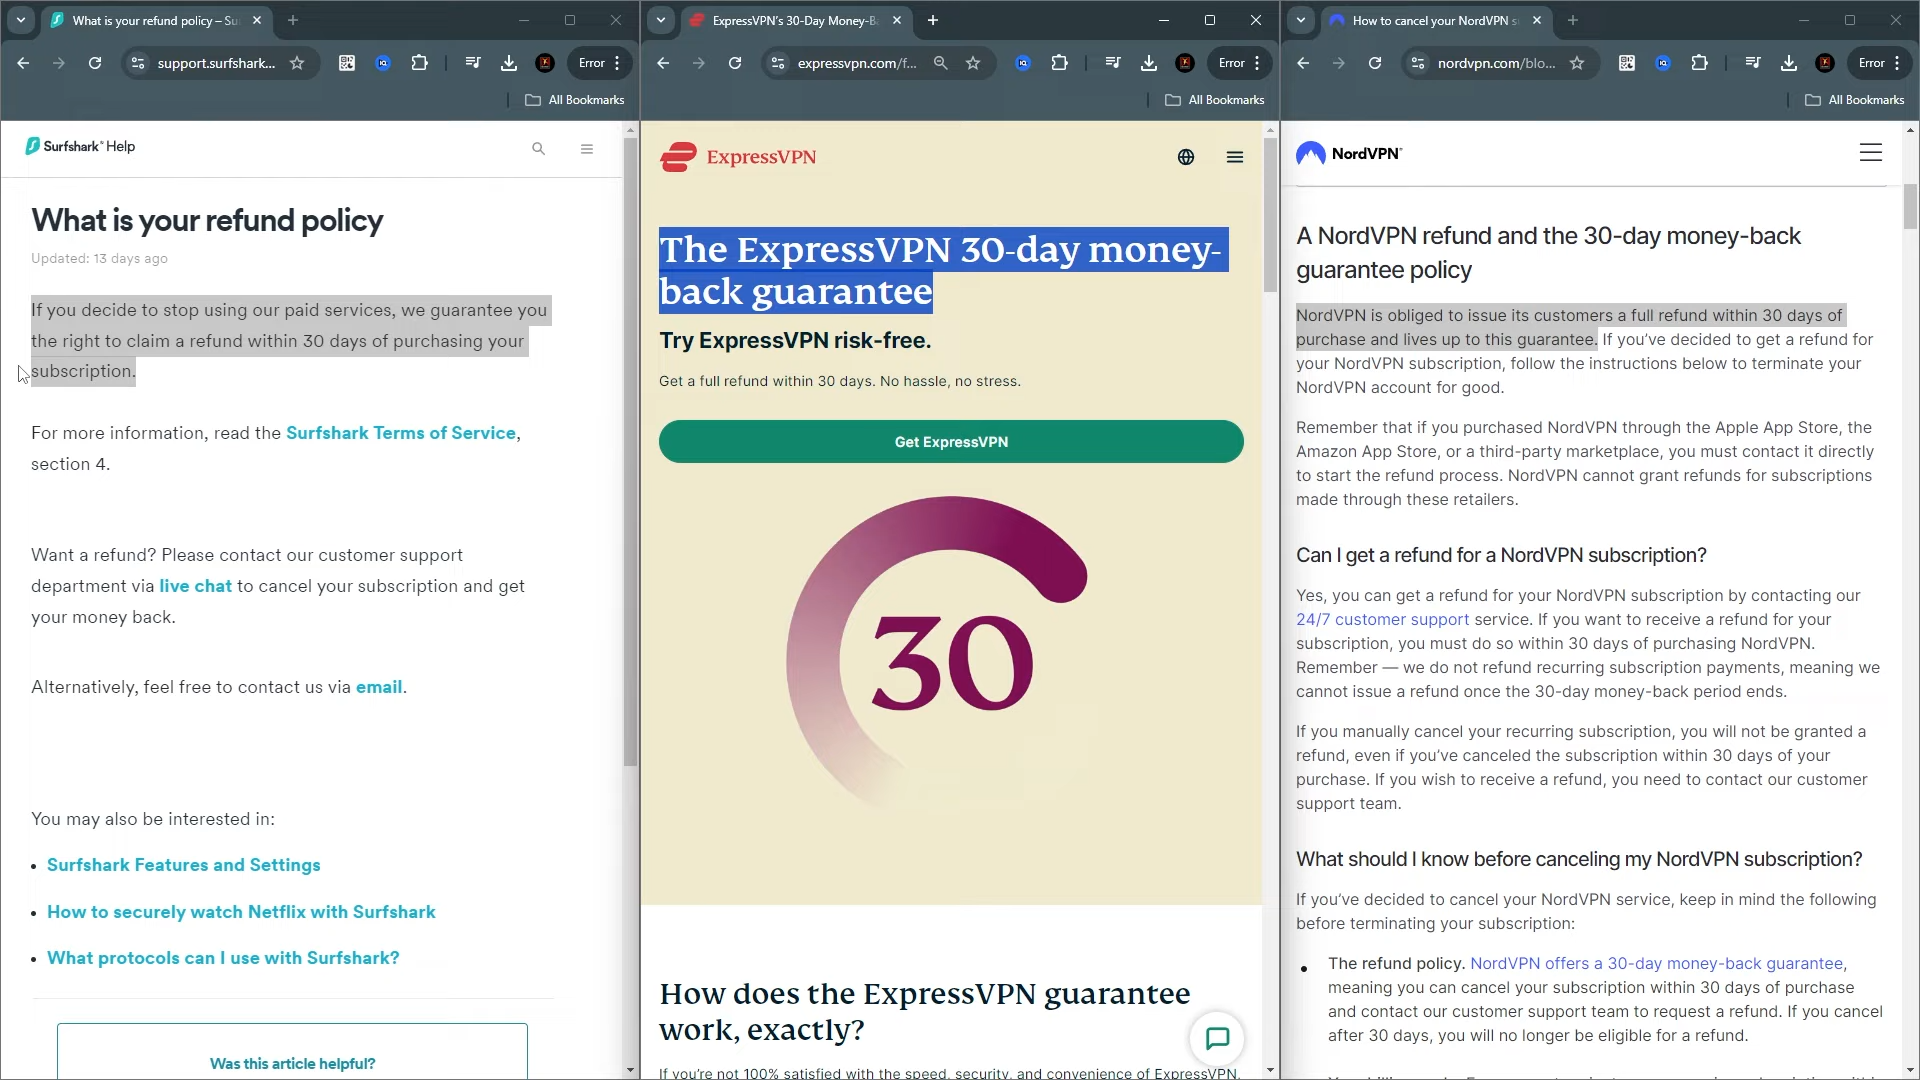 What is your refund policy – Su
support.surfshark...
Error
All Bookmarks
Surfshark® Help
What is your refund policy
Updated: 13 days ago
If you decide to stop using our paid services, we guarantee you
the right to claim a refund within 30 days of purchasing your
subscription.
For more information, read the Surfshark Terms of Service,
section 4.
Want a refund? Please contact our customer support
department via live chat to cancel your subscription and get
your money back.
Alternatively, feel free to contact us via email.
You may also be interested in:
• Surfshark Features and Settings
• How to securely watch Netflix with Surfshark
• What protocols can I use with Surfshark?
Was this article helpful?
ExpressVPN's 30-Day Money-B
expressvpn.com/f...
Error
All Bookmarks
ExpressVPN
The ExpressVPN 30-day money-
back guarantee
Try ExpressVPN risk-free.
Get a full refund within 30 days. No hassle, no stress.
Get ExpressVPN
30
How does the ExpressVPN guarantee
work, exactly?
If you're not 100% satisfied with the speed, security, and convenience of ExpressVPN,
How to cancel your NordVPN s
nordvpn.com/blo...
Error
All Bookmarks
NordVPN®
A NordVPN refund and the 30-day money-back
guarantee policy
NordVPN is obliged to issue its customers a full refund within 30 days of
purchase and lives up to this guarantee. If you've decided to get a refund for
your NordVPN subscription, follow the instructions below to terminate your
NordVPN account for good.
Remember that if you purchased NordVPN through the Apple App Store, the
Amazon App Store, or a third-party marketplace, you must contact it directly
to start the refund process. NordVPN cannot grant refunds for subscriptions
made through these retailers.
Can I get a refund for a NordVPN subscription?
Yes, you can get a refund for your NordVPN subscription by contacting our
24/7 customer support service. If you want to receive a refund for your
subscription, you must do so within 30 days of purchasing NordVPN.
Remember — we do not refund recurring subscription payments, meaning we
cannot issue a refund once the 30-day money-back period ends.
If you manually cancel your recurring subscription, you will not be granted a
refund, even if you've canceled the subscription within 30 days of your
purchase. If you wish to receive a refund, you need to contact our customer
support team.
What should I know before canceling my NordVPN subscription?
If you've decided to cancel your NordVPN service, keep in mind the following
before terminating your subscription:
• The refund policy. NordVPN offers a 30-day money-back guarantee,
meaning you can cancel your subscription within 30 days of purchase
and contact our customer support team to request a refund. If you cancel
after 30 days, you will no longer be eligible for a refund.